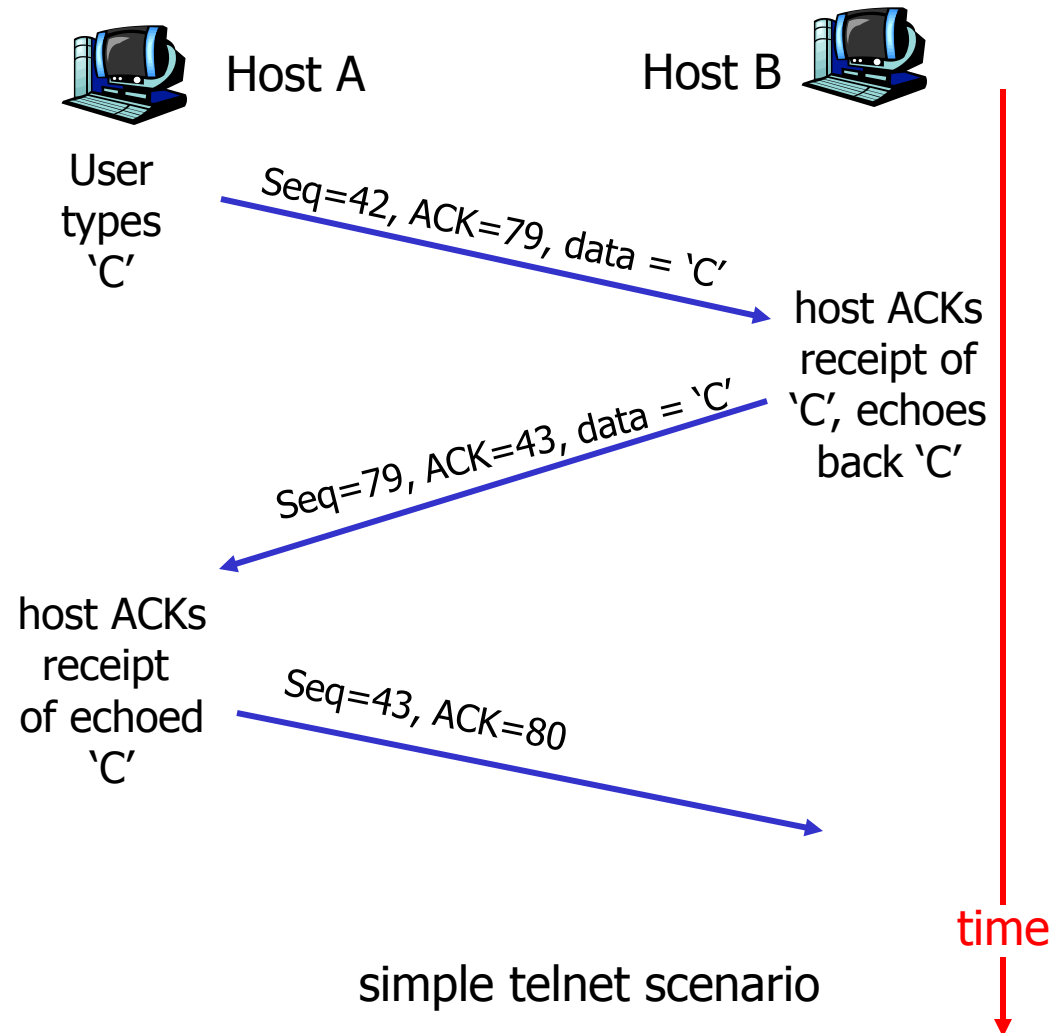 Host A
Host B
User
types
‘C’
Seq=42, ACK=79, data = ‘C’
host ACKs
receipt of
‘C’, echoes
back ‘C’
Seq=79, ACK=43, data = ‘C’
host ACKs
receipt
of echoed
‘C’
Seq=43, ACK=80
time
simple telnet scenario